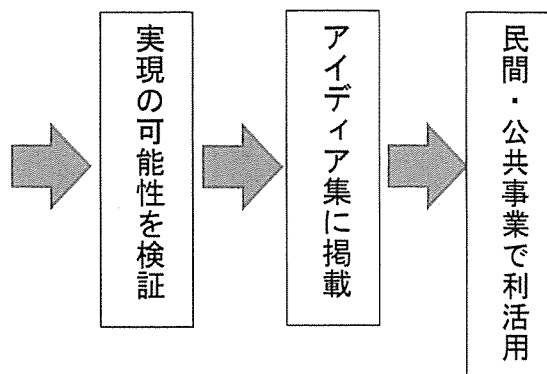 実現の可能性を検証
アイディア集に掲載
民間・公共事業で利活用